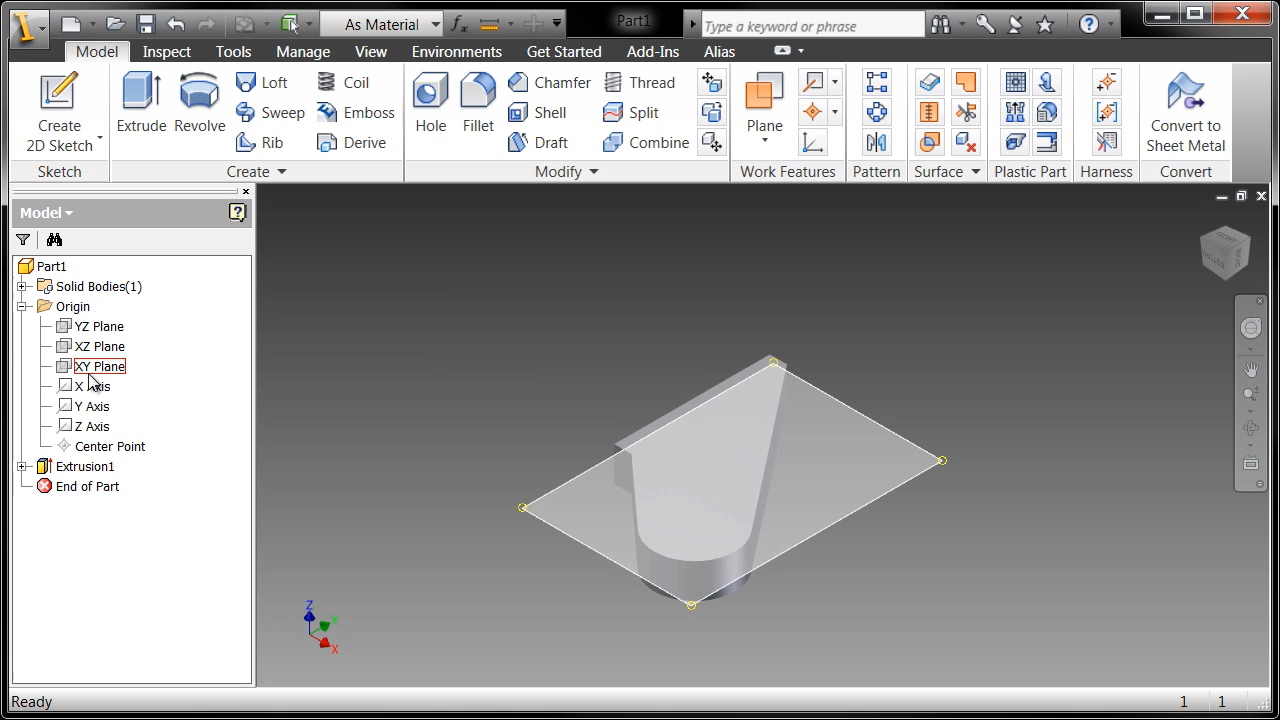 As Material
Part1
Type a keyword or phrase
Model
Inspect
Tools
Manage
View
Environments
Get Started
Add-Ins
Alias
Create
2D Sketch
Extrude
Revolve
Loft
Sweep
Rib
Coil
Emboss
Derive
Hole
Fillet
Chamfer
Shell
Draft
Thread
Split
Combine
Plane
Convert to
Sheet Metal
Sketch
Create
Modify
Work Features
Pattern
Surface
Plastic Part
Harness
Convert
Model
Part1
Solid Bodies(1)
Origin
YZ Plane
XZ Plane
XY Plane
X Axis
Y Axis
Z Axis
Center Point
Extrusion1
End of Part
Z
X
Ready
1
1